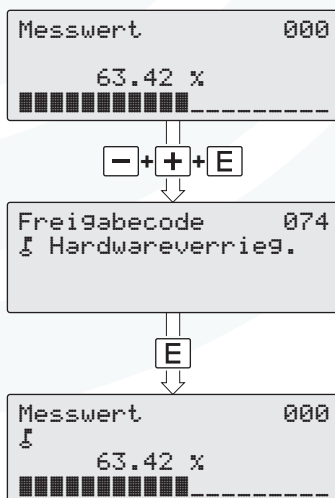 Messwert 000
63.42 %
− + + + E
Freigabecode 074
Hardwareverrieg.
E
Messwert 000
63.42 %